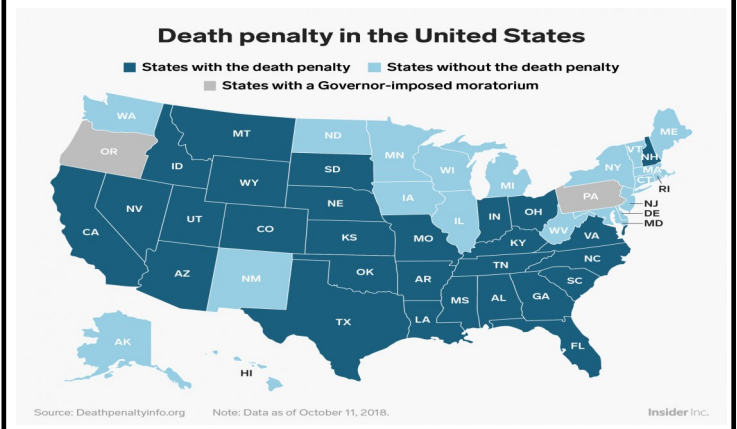 Death penalty in the United States
States with the death penalty States without the death penalty
States with a Governor-imposed moratorium
WA
MT
ND
ME
OR
MN
VT
NH
ID
SD
WI
NY
MA
WY
MI
CT
RI
NE
IA
PA
NJ
NV
IL
IN
OH
DE
UT
MD
CA
CO
KS
MO
WV
VA
KY
NC
AZ
NM
OK
AR
TN
SC
MS
AL
GA
TX
LA
FL
AK
HI
Source: Deathpenaltyinfo.org Note: Data as of October 11, 2018. Insider Inc.